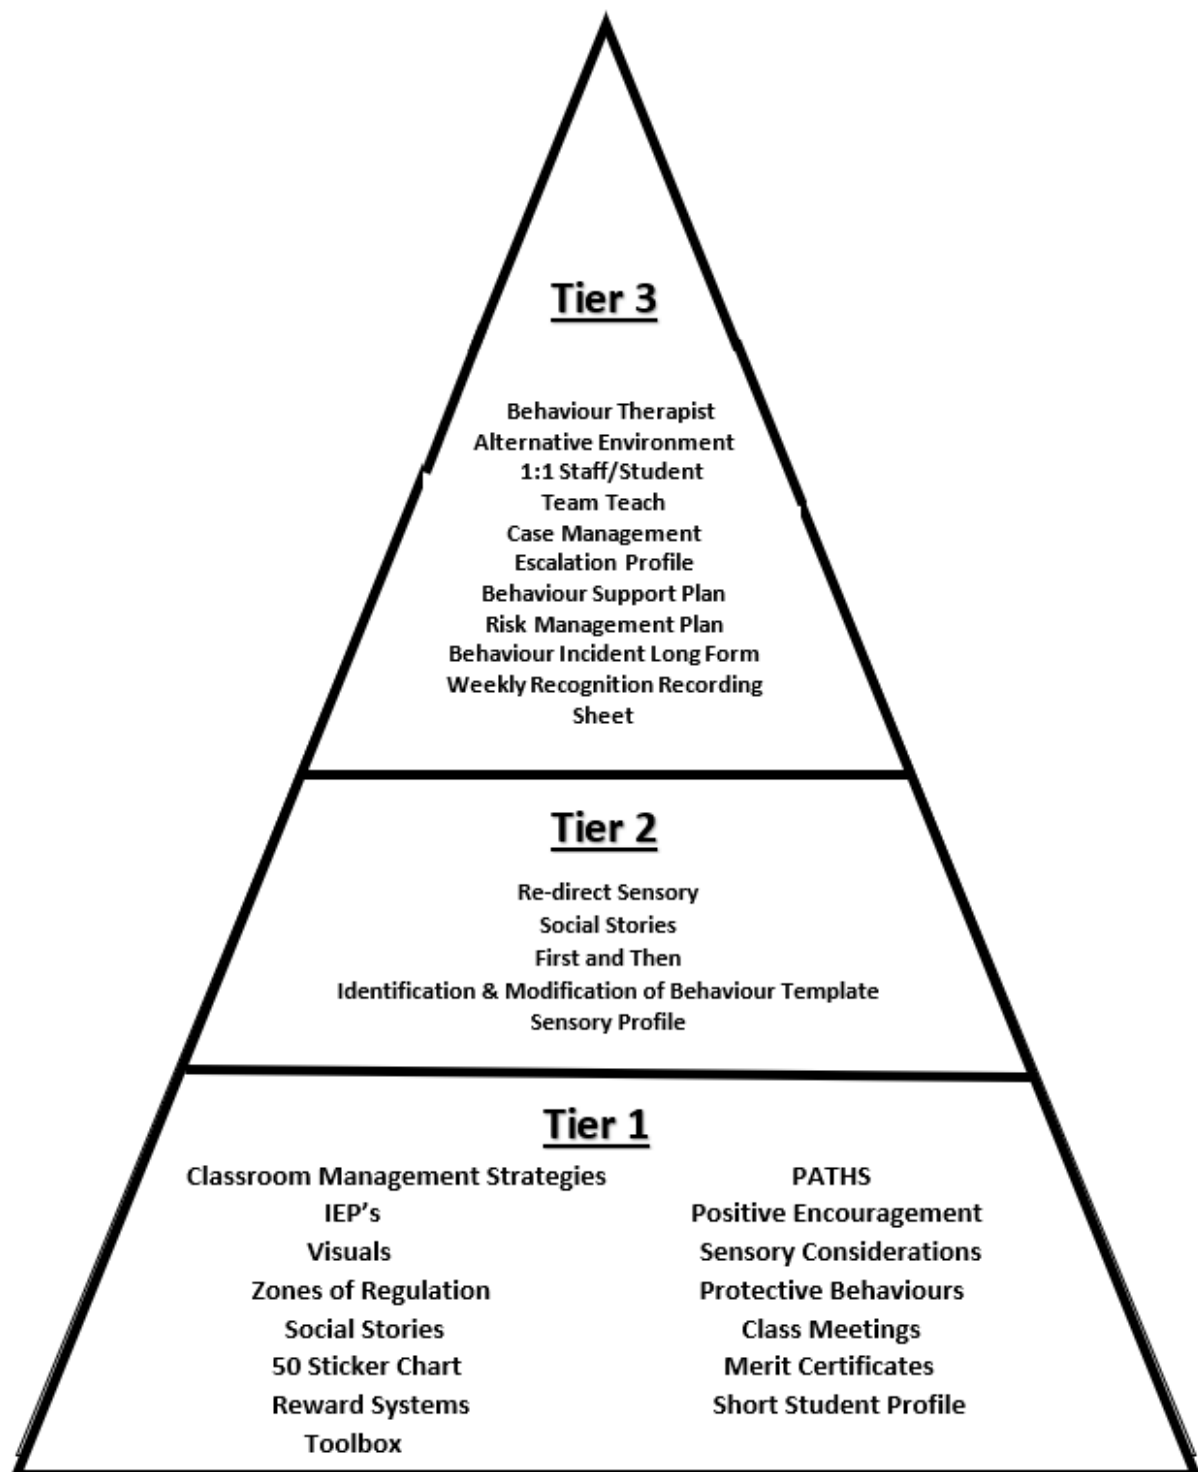 Tier 3
Behaviour Therapist
Alternative Environment
1:1 Staff/Student
Team Teach
Case Management
Escalation Profile
Behaviour Support Plan
Risk Management Plan
Behaviour Incident Long Form
Weekly Recognition Recording
Sheet
Tier 2
Re-direct Sensory
Social Stories
First and Then
Identification & Modification of Behaviour Template
Sensory Profile
Tier 1
Classroom Management Strategies
IEP’s
Visuals
Zones of Regulation
Social Stories
50 Sticker Chart
Reward Systems
Toolbox
PATHS
Positive Encouragement
Sensory Considerations
Protective Behaviours
Class Meetings
Merit Certificates
Short Student Profile